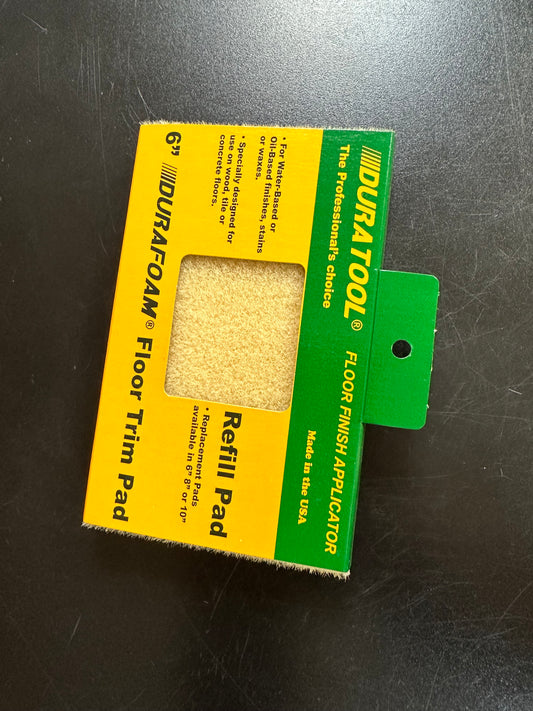 DURATOOL®
The Professional's choice
FLOOR FINISH APPLICATOR
Made in the USA
• For Water-Based or
Oil-Based finishes, stains
or waxes.
• Specially designed for
use on wood, tile or
concrete floors.
Refill Pad
• Replacement Pads
available in 6" 8" or 10"
6" DURAFOAM® Floor Trim Pad